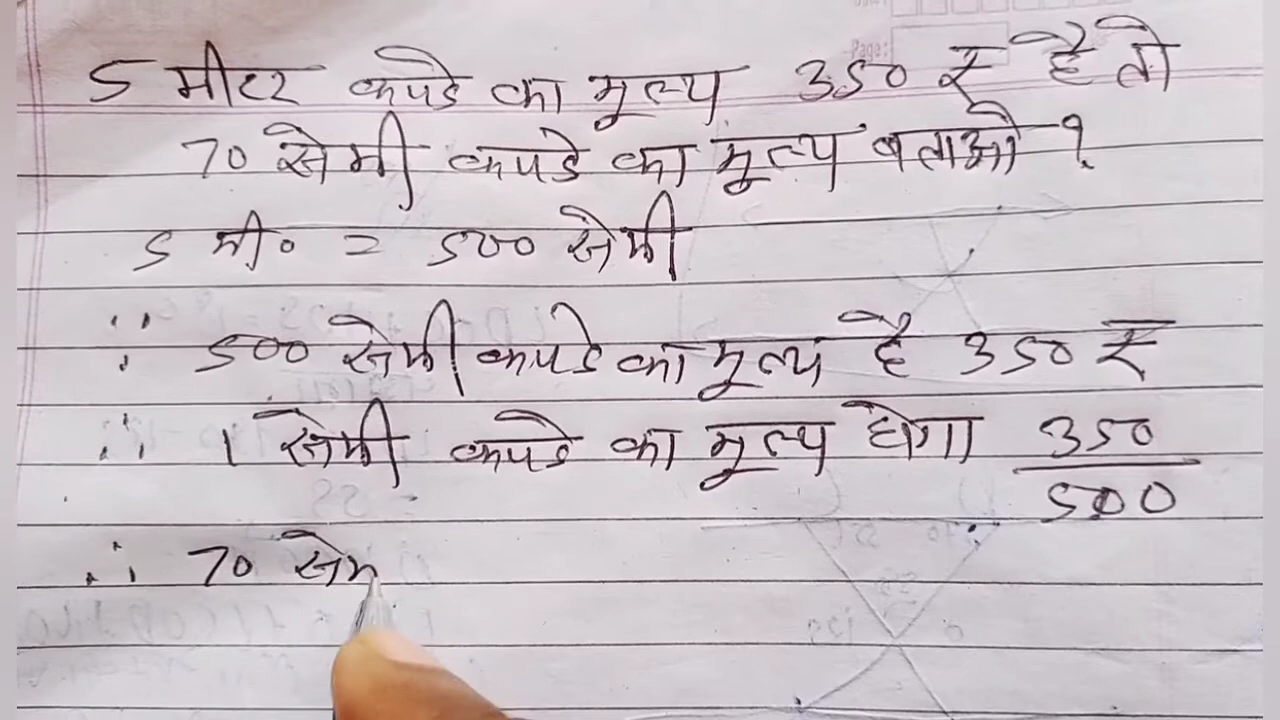 5 मीटर कपडे का मूल्य 350 ₹ है तो
70 सेमी कपडे का मूल्य बताओ ?
5 मी० = 500 सेमी
∵ 500 सेमी कपडे का मूल्य है 350 ₹
∴ 1 सेमी कपडे का मूल्य होगा 350/500
∴ 70 सेम